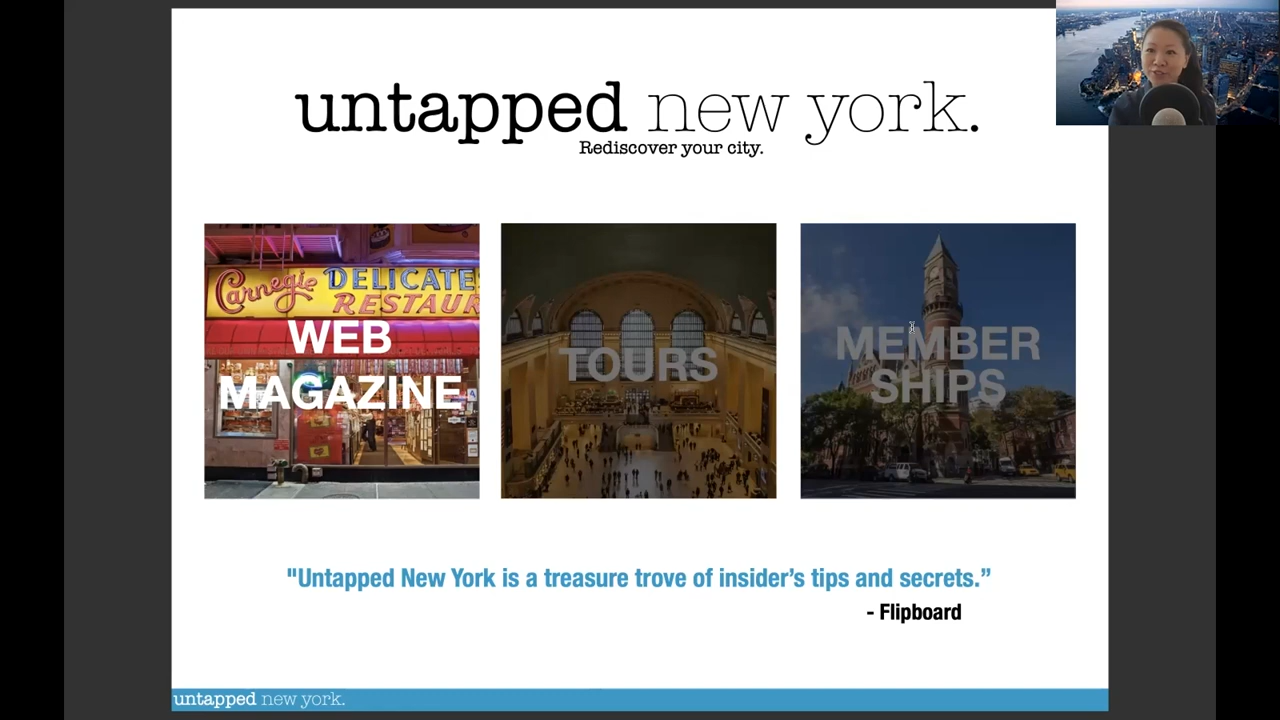 untapped new york.
Rediscover your city.
Carnegie DELICATE
RESTAUR
WEB
MAGAZINE
TOURS
MEMBER
SHIPS
"Untapped New York is a treasure trove of insider’s tips and secrets.”
- Flipboard
untapped new york.